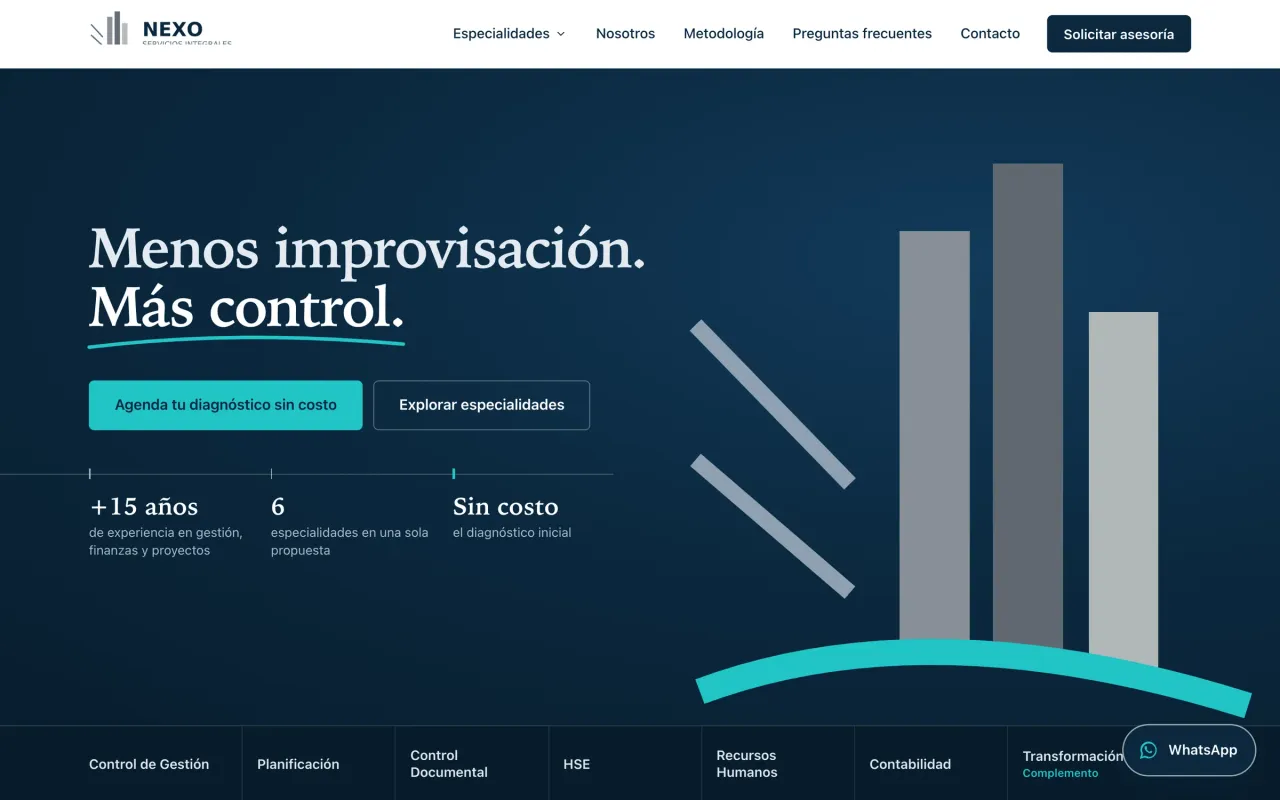 NEXO
SERVICIOS INTEGRALES
Especialidades
Nosotros
Metodología
Preguntas frecuentes
Contacto
Solicitar asesoría
Menos improvisación.
Más control.
Agenda tu diagnóstico sin costo
Explorar especialidades
+15 años
de experiencia en gestión,
finanzas y proyectos
6
especialidades en una sola
propuesta
Sin costo
el diagnóstico inicial
Control de Gestión
Planificación
Control
Documental
HSE
Recursos
Humanos
Contabilidad
Transformación
Complemento
WhatsApp